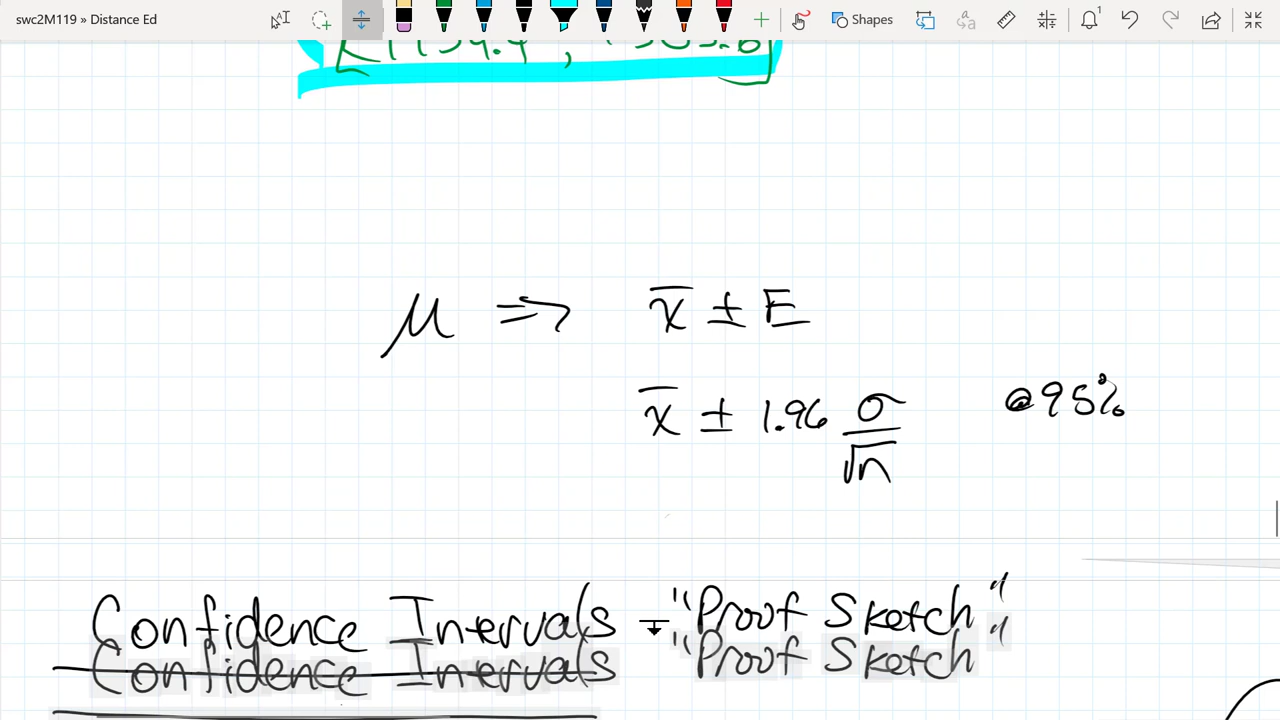 swc2M119 » Distance Ed
Shapes
μ ⇒ x̄ ± E
x̄ ± 1.96 σ/√n @95%
Confidence Intervals - "Proof Sketch"
Confidence Intervals "Proof Sketch"